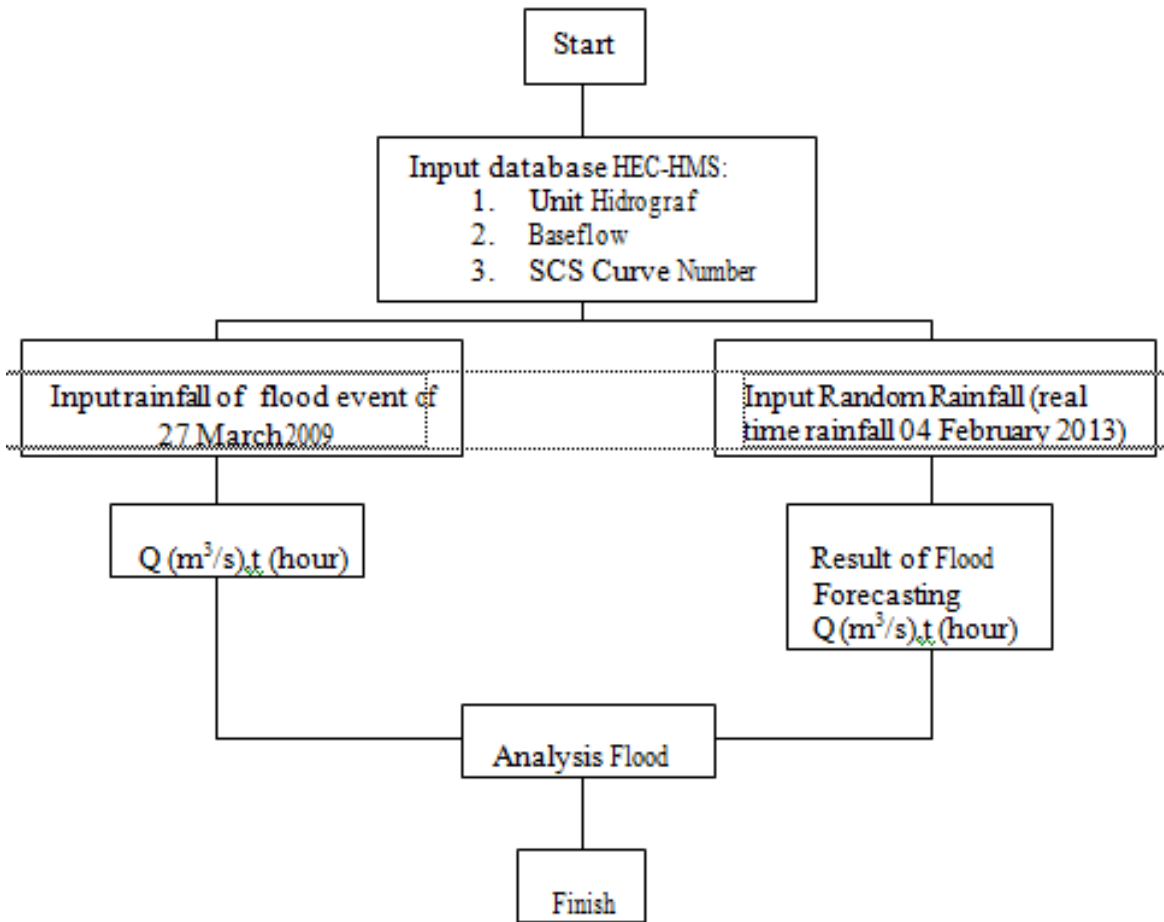 Start
Input database HEC-HMS:
1. Unit Hidrograf
2. Baseflow
3. SCS Curve Number
Input rainfall of flood event of
27 March 2009
Input Random Rainfall (real
time rainfall 04 February 2013)
Q (m³/s),t (hour)
Result of Flood
Forecasting
Q (m³/s),t (hour)
Analysis Flood
Finish